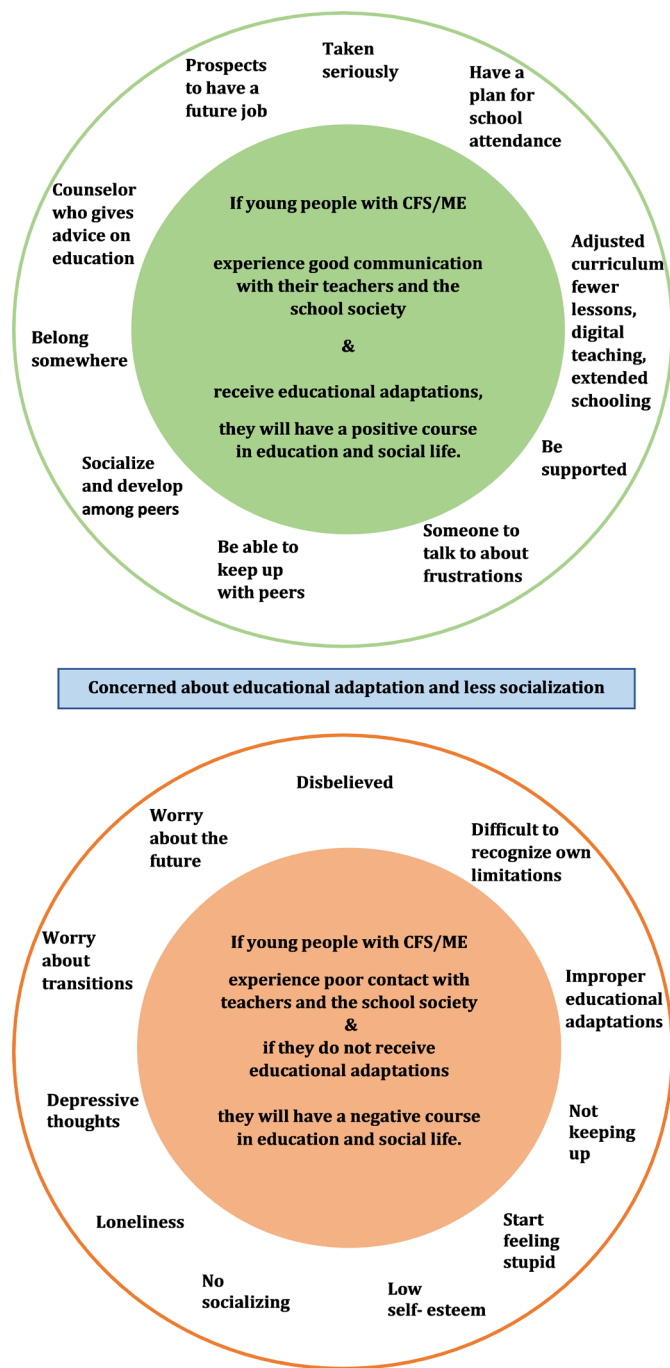 Taken
seriously
Prospects
to have a
future job
Have a
plan for
school
attendance
Counselor
who gives
advice on
education
Belong
somewhere
Socialize
and develop
among peers
Be able to
keep up
with peers
Someone to
talk to about
frustrations
Be
supported
Adjusted
curriculum
fewer
lessons,
digital
teaching,
extended
schooling
If young people with CFS/ME
experience good communication
with their teachers and the
school society
&
receive educational adaptations,
they will have a positive course
in education and social life.
Concerned about educational adaptation and less socialization
Disbelieved
Worry
about the
future
Difficult to
recognize own
limitations
Worry
about
transitions
Improper
educational
adaptations
Depressive
thoughts
Not
keeping
up
Loneliness
Start
feeling
stupid
No
socializing
Low
self- esteem
If young people with CFS/ME
experience poor contact with
teachers and the school society
&
if they do not receive
educational adaptations
they will have a negative course
in education and social life.